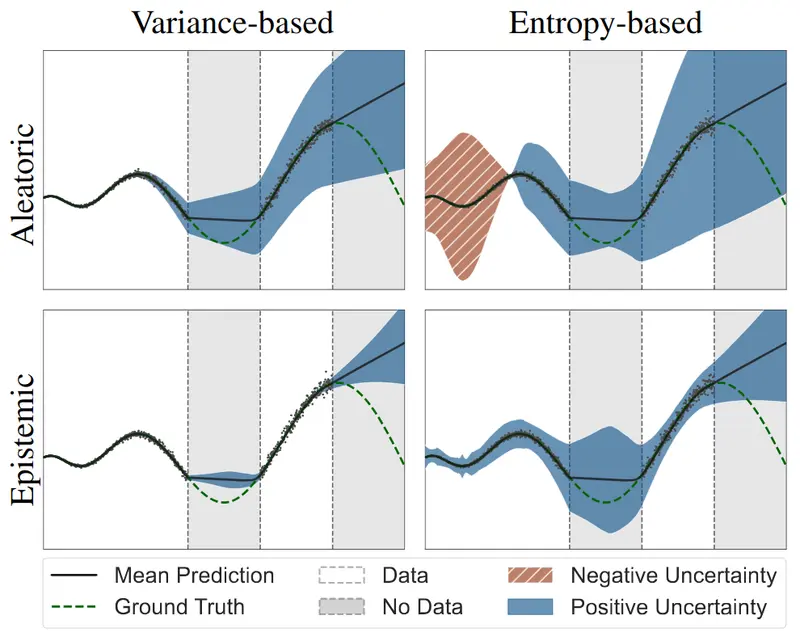 Variance-based
Entropy-based
Aleatoric
Epistemic
Mean Prediction
Data
Negative Uncertainty
Ground Truth
No Data
Positive Uncertainty